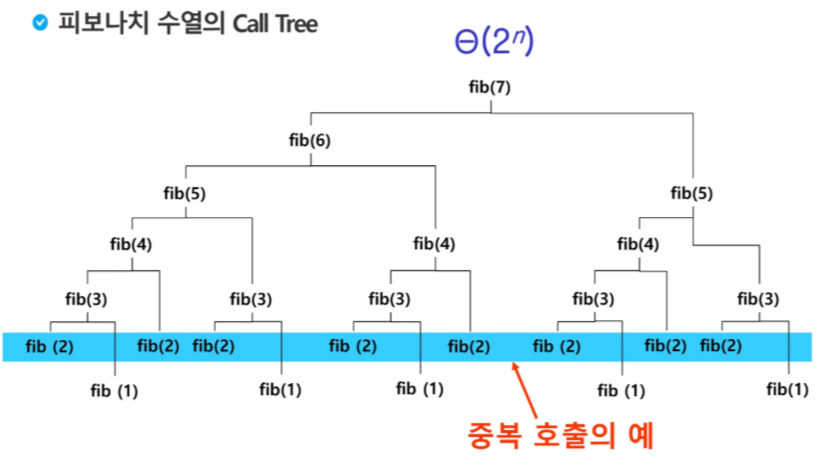 피보나치 수열의 Call Tree
Θ(2ⁿ)
fib(7)
fib(6)
fib(5) fib(5)
fib(4) fib(4) fib(4)
fib(3) fib(3) fib(3) fib(3) fib(3)
fib (2) fib(2) fib(2) fib (2) fib(2) fib (2) fib(2) fib(2)
fib (1) fib(1) fib (1) fib (1) fib(1)
중복 호출의 예